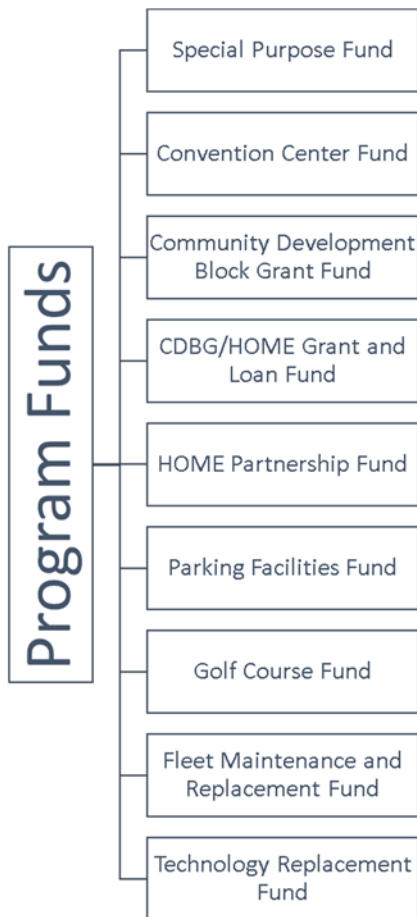 Program Funds
Special Purpose Fund
Convention Center Fund
Community Development
Block Grant Fund
CDBG/HOME Grant and
Loan Fund
HOME Partnership Fund
Parking Facilities Fund
Golf Course Fund
Fleet Maintenance and
Replacement Fund
Technology Replacement
Fund